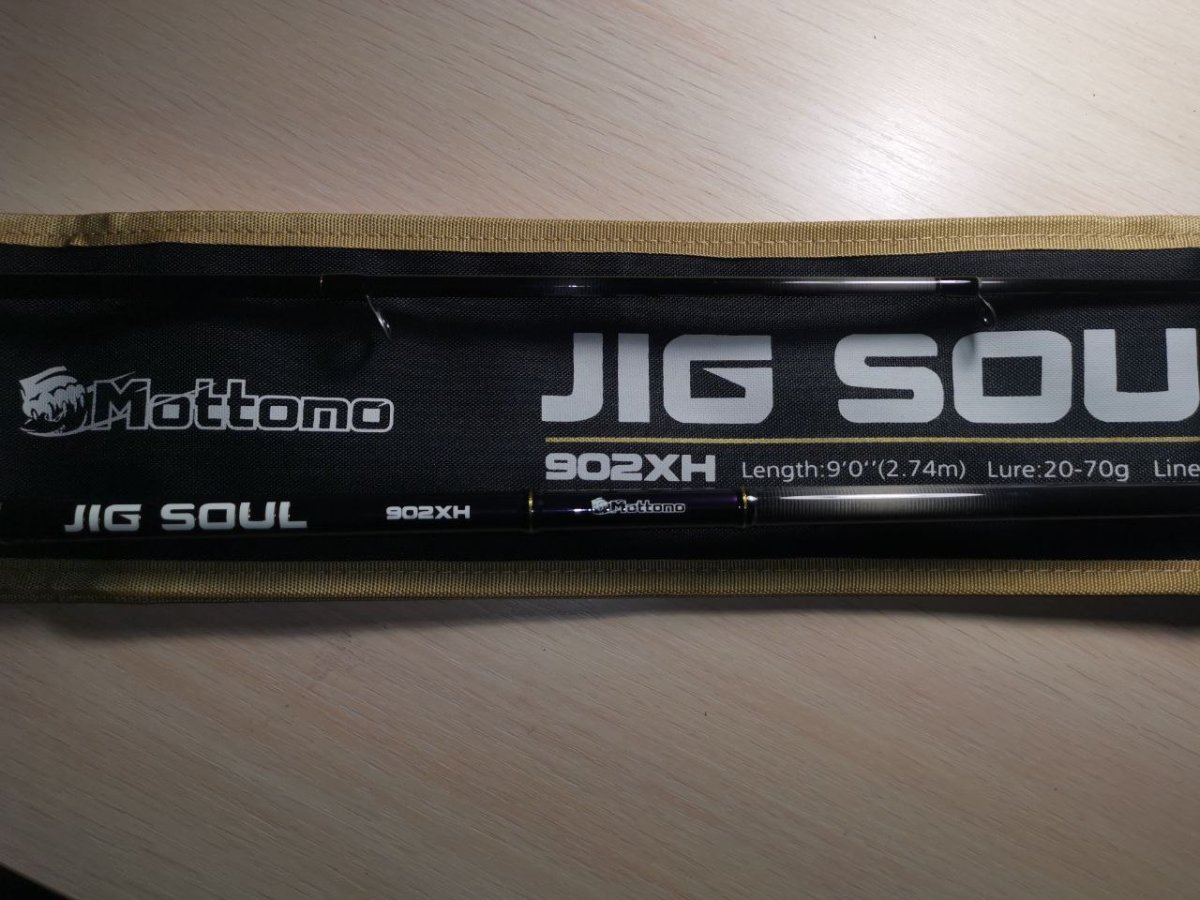 Mottomo
JIG SOU
902XH Length:9'0''(2.74m) Lure:20-70g Line
JIG SOUL 902XH Mottomo